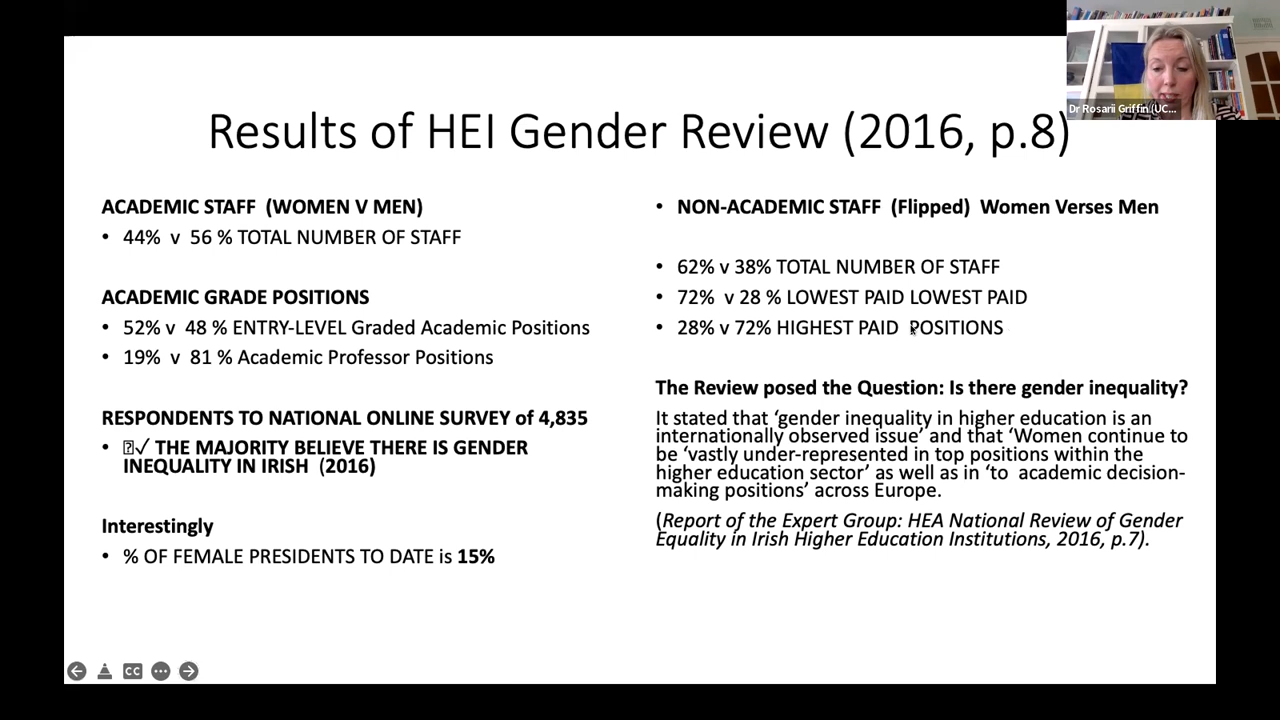 Dr Rosarii Griffin (UC...
Results of HEI Gender Review (2016, p.8)
ACADEMIC STAFF (WOMEN V MEN)
• 44% v 56 % TOTAL NUMBER OF STAFF
ACADEMIC GRADE POSITIONS
• 52% v 48 % ENTRY-LEVEL Graded Academic Positions
• 19% v 81 % Academic Professor Positions
RESPONDENTS TO NATIONAL ONLINE SURVEY of 4,835
• ✓ THE MAJORITY BELIEVE THERE IS GENDER
INEQUALITY IN IRISH (2016)
Interestingly
• % OF FEMALE PRESIDENTS TO DATE is 15%
• NON-ACADEMIC STAFF (Flipped) Women Verses Men
• 62% v 38% TOTAL NUMBER OF STAFF
• 72% v 28 % LOWEST PAID LOWEST PAID
• 28% v 72% HIGHEST PAID POSITIONS
The Review posed the Question: Is there gender inequality?
It stated that ‘gender inequality in higher education is an
internationally observed issue’ and that ‘Women continue to
be ‘vastly under-represented in top positions within the
higher education sector’ as well as in ‘to academic decision-
making positions’ across Europe.
(Report of the Expert Group: HEA National Review of Gender
Equality in Irish Higher Education Institutions, 2016, p.7).
CC